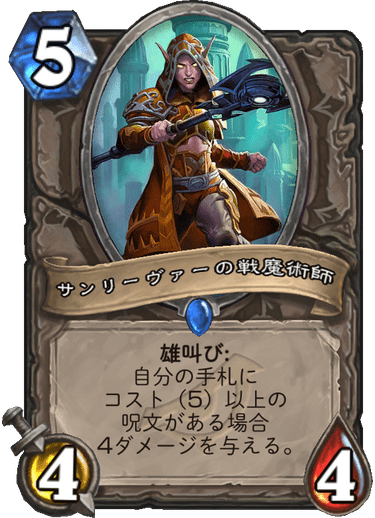 5
サンリーヴァーの戦魔術師
雄叫び:
自分の手札に
コスト（5）以上の
呪文がある場合
4ダメージを与える。
4
4